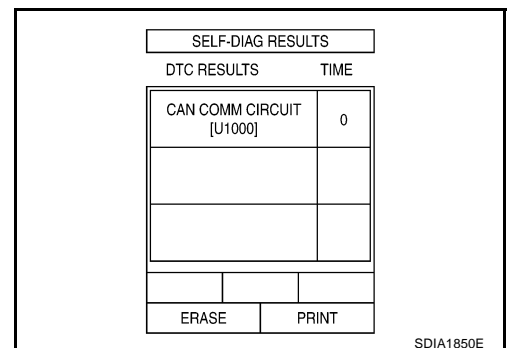 SELF-DIAG RESULTS
DTC RESULTS TIME
CAN COMM CIRCUIT 0
[U1000]
ERASE PRINT
SDIA1850E